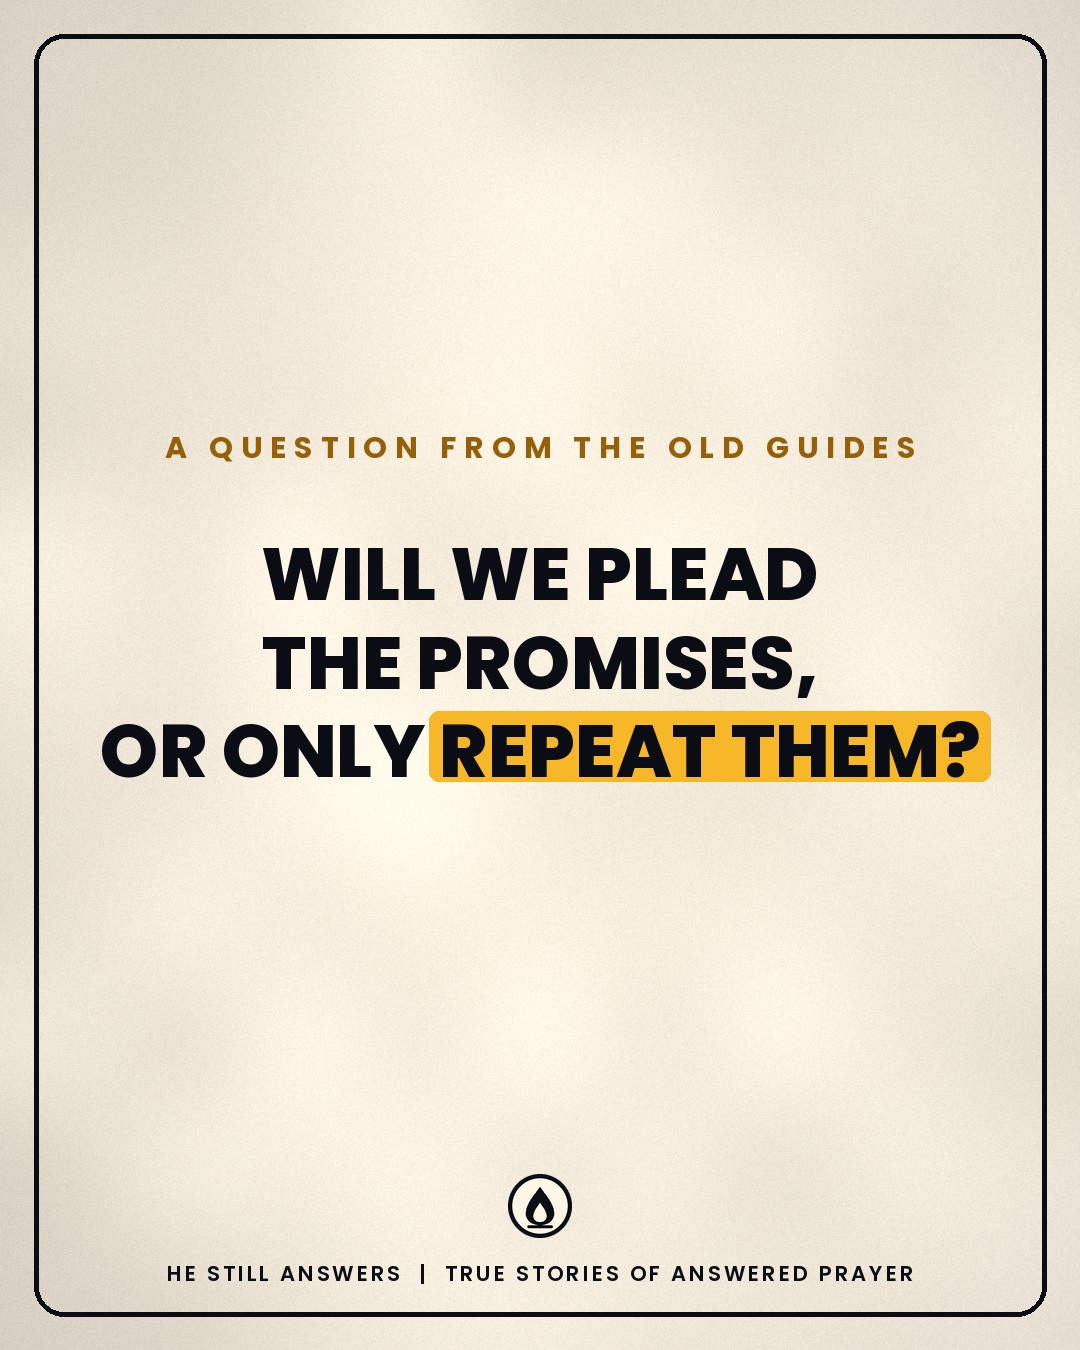 A QUESTION FROM THE OLD GUIDES
WILL WE PLEAD
THE PROMISES,
OR ONLY REPEAT THEM?
HE STILL ANSWERS | TRUE STORIES OF ANSWERED PRAYER